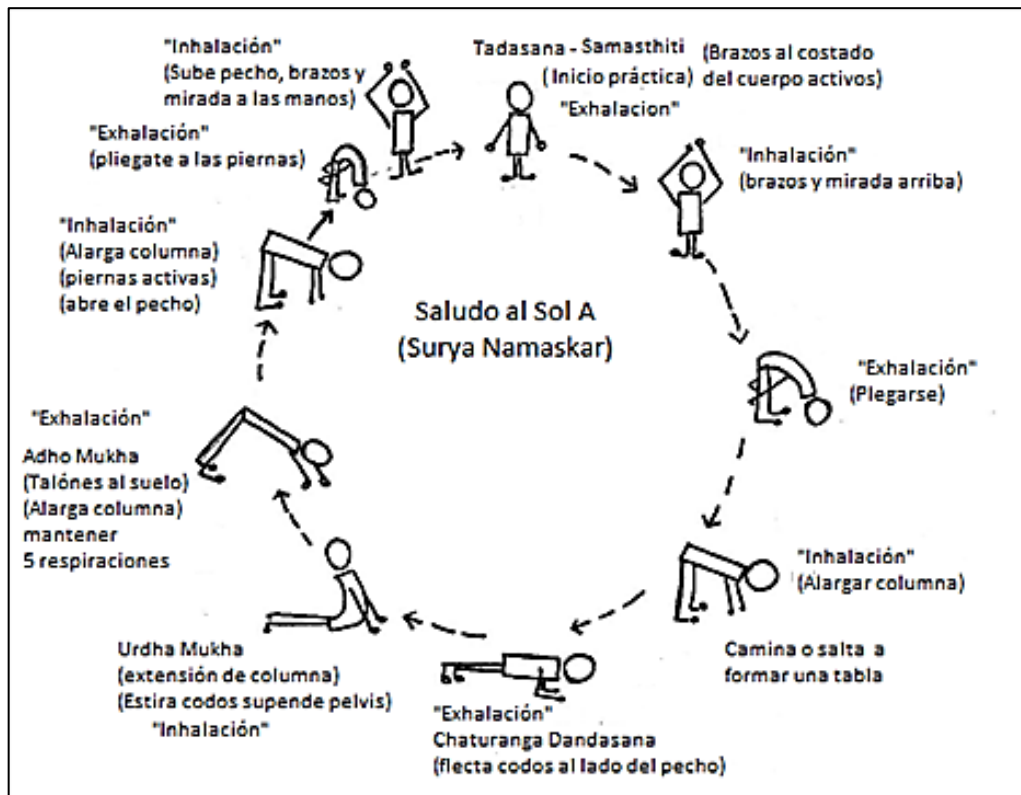 Saludo al Sol A
(Surya Namaskar)
Tadasana - Samasthiti
( Inicio práctica)
"Exhalacion"
(Brazos al costado
del cuerpo activos)
"Inhalación"
(brazos y mirada arriba)
"Exhalación"
(Plegarse)
"Inhalación"
(Alargar columna)
Camina o salta a
formar una tabla
"Exhalación"
Chaturanga Dandasana
(flecta codos al lado del pecho)
Urdha Mukha
(extensión de columna)
(Estira codos supende pelvis)
"Inhalación"
"Exhalación"
Adho Mukha
(Talónes al suelo)
(Alarga columna)
mantener
5 respiraciones
"Inhalación"
(Alarga columna)
(piernas activas)
(abre el pecho)
"Exhalación"
(pliegate a las piernas)
"Inhalación"
(Sube pecho, brazos y
mirada a las manos)